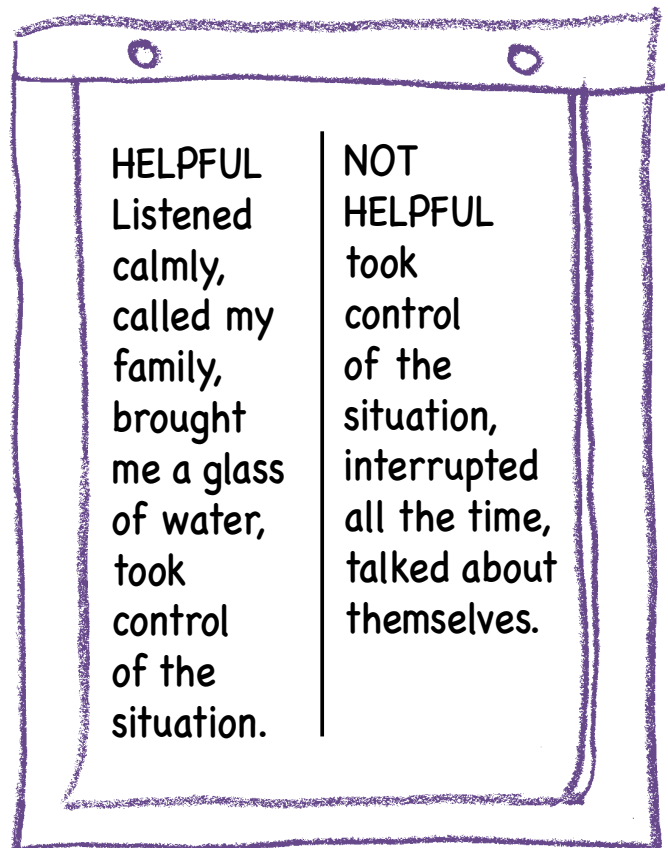 HELPFUL
Listened
calmly,
called my
family,
brought
me a glass
of water,
took
control
of the
situation.
NOT
HELPFUL
took
control
of the
situation,
interrupted
all the time,
talked about
themselves.